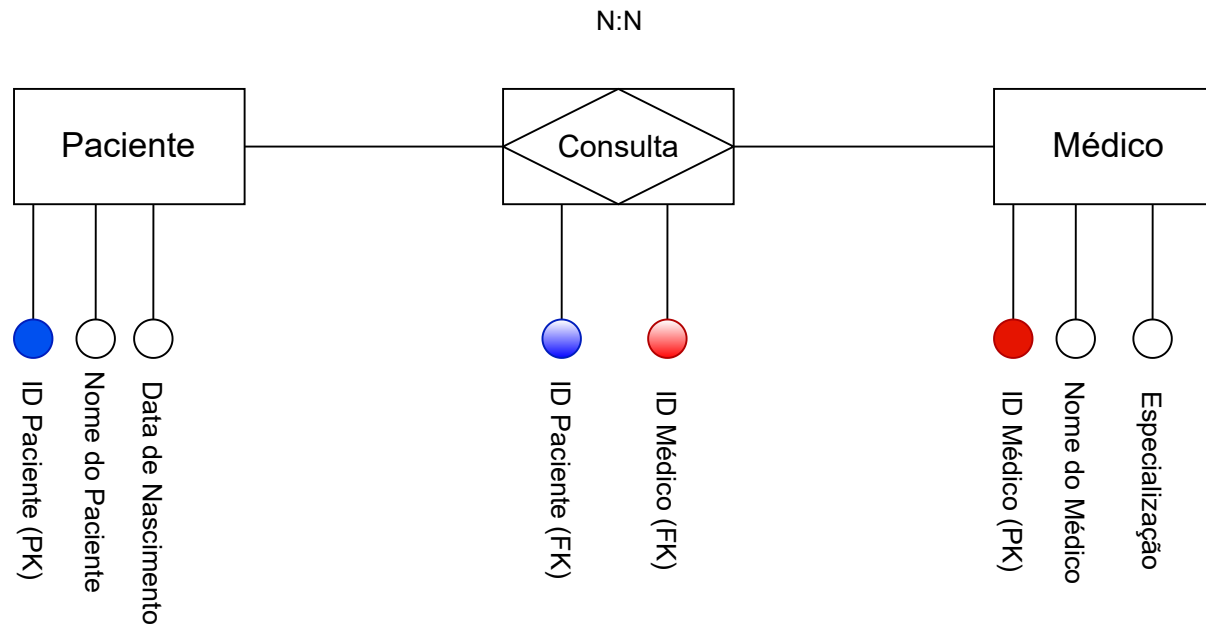 N:N
Paciente
Consulta
Médico
ID Paciente (PK)
Nome do Paciente
Data de Nascimento
ID Paciente (FK)
ID Médico (FK)
ID Médico (PK)
Nome do Médico
Especialização